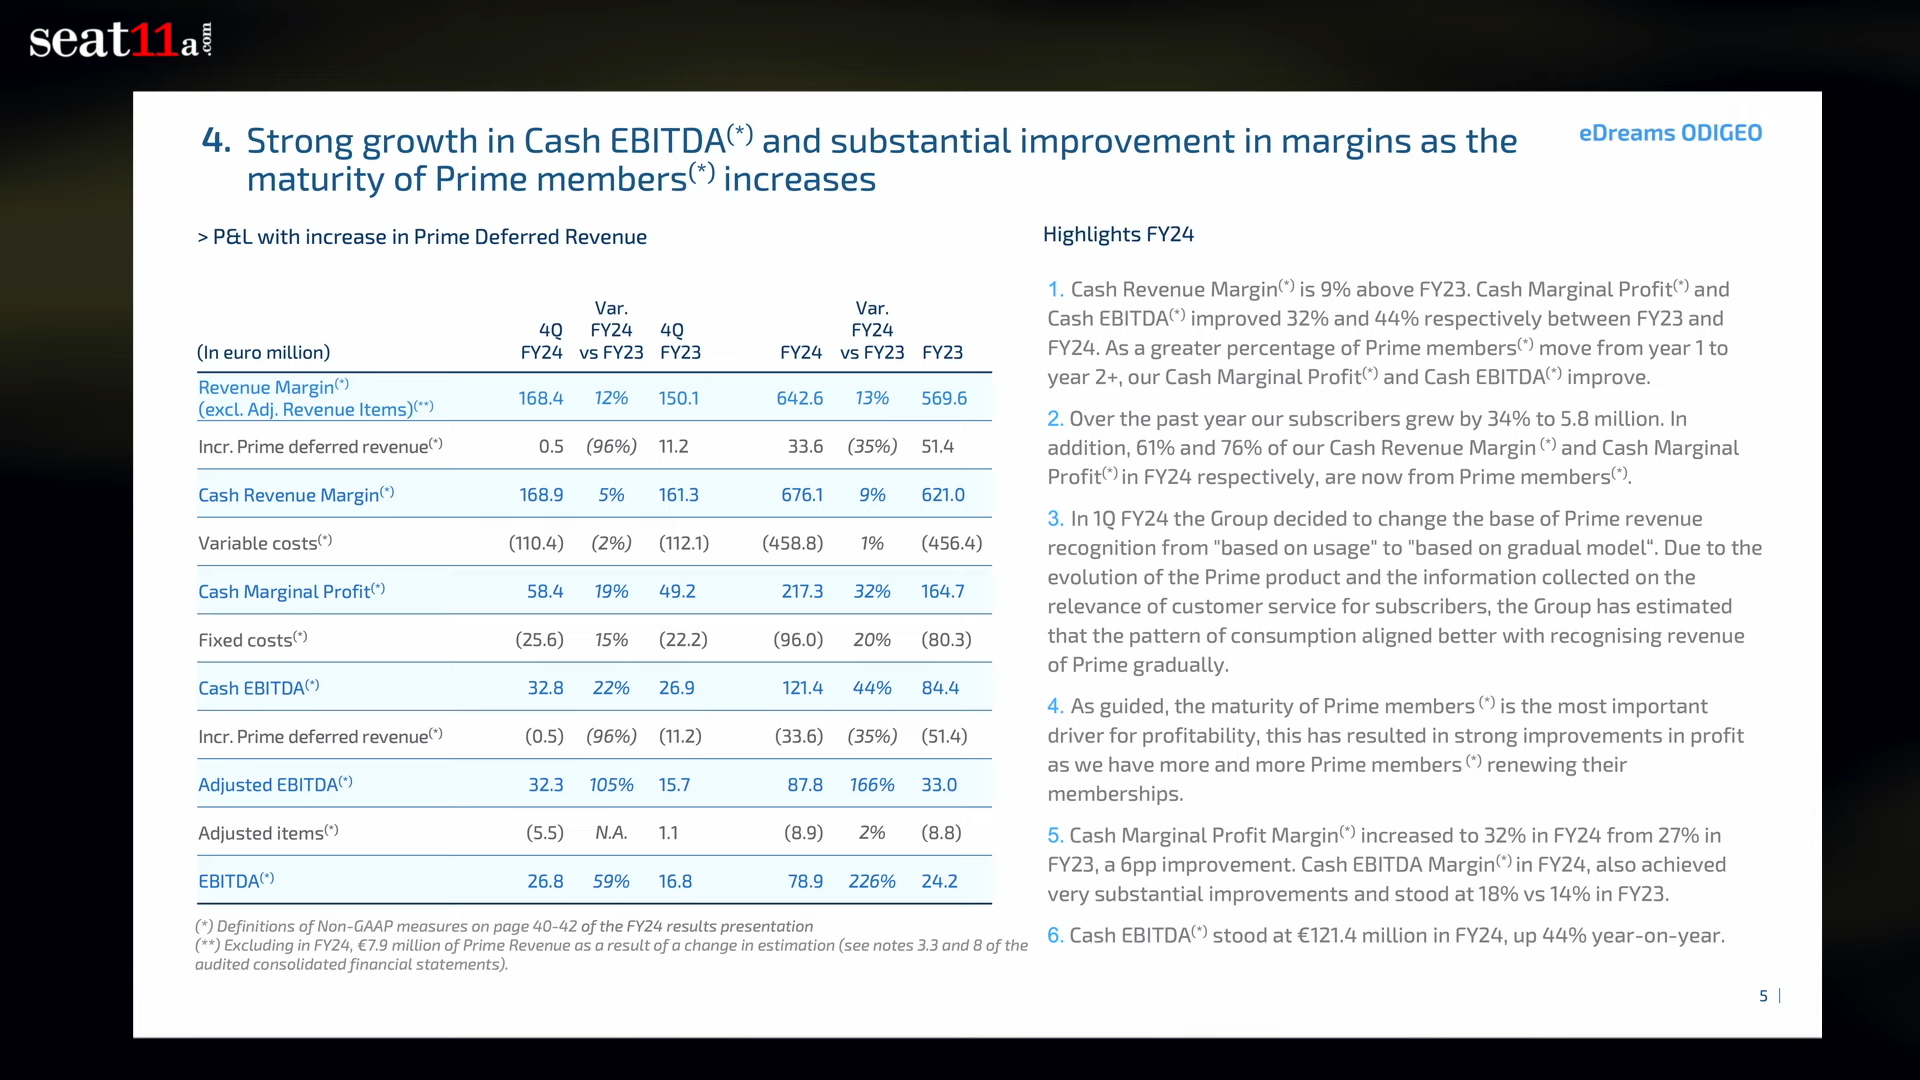 seat11a.com
4. Strong growth in Cash EBITDA(*) and substantial improvement in margins as the
maturity of Prime members(*) increases
eDreams ODIGEO
> P&L with increase in Prime Deferred Revenue
(In euro million) 4Q FY24 Var. FY24 vs FY23 4Q FY23 FY24 Var. FY24 vs FY23 FY23
Revenue Margin(*)
(excl. Adj. Revenue Items)(**) 168.4 12% 150.1 642.6 13% 569.6
Incr. Prime deferred revenue(*) 0.5 (96%) 11.2 33.6 (35%) 51.4
Cash Revenue Margin(*) 168.9 5% 161.3 676.1 9% 621.0
Variable costs(*) (110.4) (2%) (112.1) (458.8) 1% (456.4)
Cash Marginal Profit(*) 58.4 19% 49.2 217.3 32% 164.7
Fixed costs(*) (25.6) 15% (22.2) (96.0) 20% (80.3)
Cash EBITDA(*) 32.8 22% 26.9 121.4 44% 84.4
Incr. Prime deferred revenue(*) (0.5) (96%) (11.2) (33.6) (35%) (51.4)
Adjusted EBITDA(*) 32.3 105% 15.7 87.8 166% 33.0
Adjusted items(*) (5.5) N.A. 1.1 (8.9) 2% (8.8)
EBITDA(*) 26.8 59% 16.8 78.9 226% 24.2
(*) Definitions of Non-GAAP measures on page 40-42 of the FY24 results presentation
(**) Excluding in FY24, €7.9 million of Prime Revenue as a result of a change in estimation (see notes 3.3 and 8 of the
audited consolidated financial statements).
Highlights FY24
1. Cash Revenue Margin(*) is 9% above FY23. Cash Marginal Profit(*) and
Cash EBITDA(*) improved 32% and 44% respectively between FY23 and
FY24. As a greater percentage of Prime members(*) move from year 1 to
year 2+, our Cash Marginal Profit(*) and Cash EBITDA(*) improve.
2. Over the past year our subscribers grew by 34% to 5.8 million. In
addition, 61% and 76% of our Cash Revenue Margin (*) and Cash Marginal
Profit(*) in FY24 respectively, are now from Prime members(*).
3. In 1Q FY24 the Group decided to change the base of Prime revenue
recognition from "based on usage" to "based on gradual model“. Due to the
evolution of the Prime product and the information collected on the
relevance of customer service for subscribers, the Group has estimated
that the pattern of consumption aligned better with recognising revenue
of Prime gradually.
4. As guided, the maturity of Prime members (*) is the most important
driver for profitability, this has resulted in strong improvements in profit
as we have more and more Prime members (*) renewing their
memberships.
5. Cash Marginal Profit Margin(*) increased to 32% in FY24 from 27% in
FY23, a 6pp improvement. Cash EBITDA Margin(*) in FY24, also achieved
very substantial improvements and stood at 18% vs 14% in FY23.
6. Cash EBITDA(*) stood at €121.4 million in FY24, up 44% year-on-year.
5 |